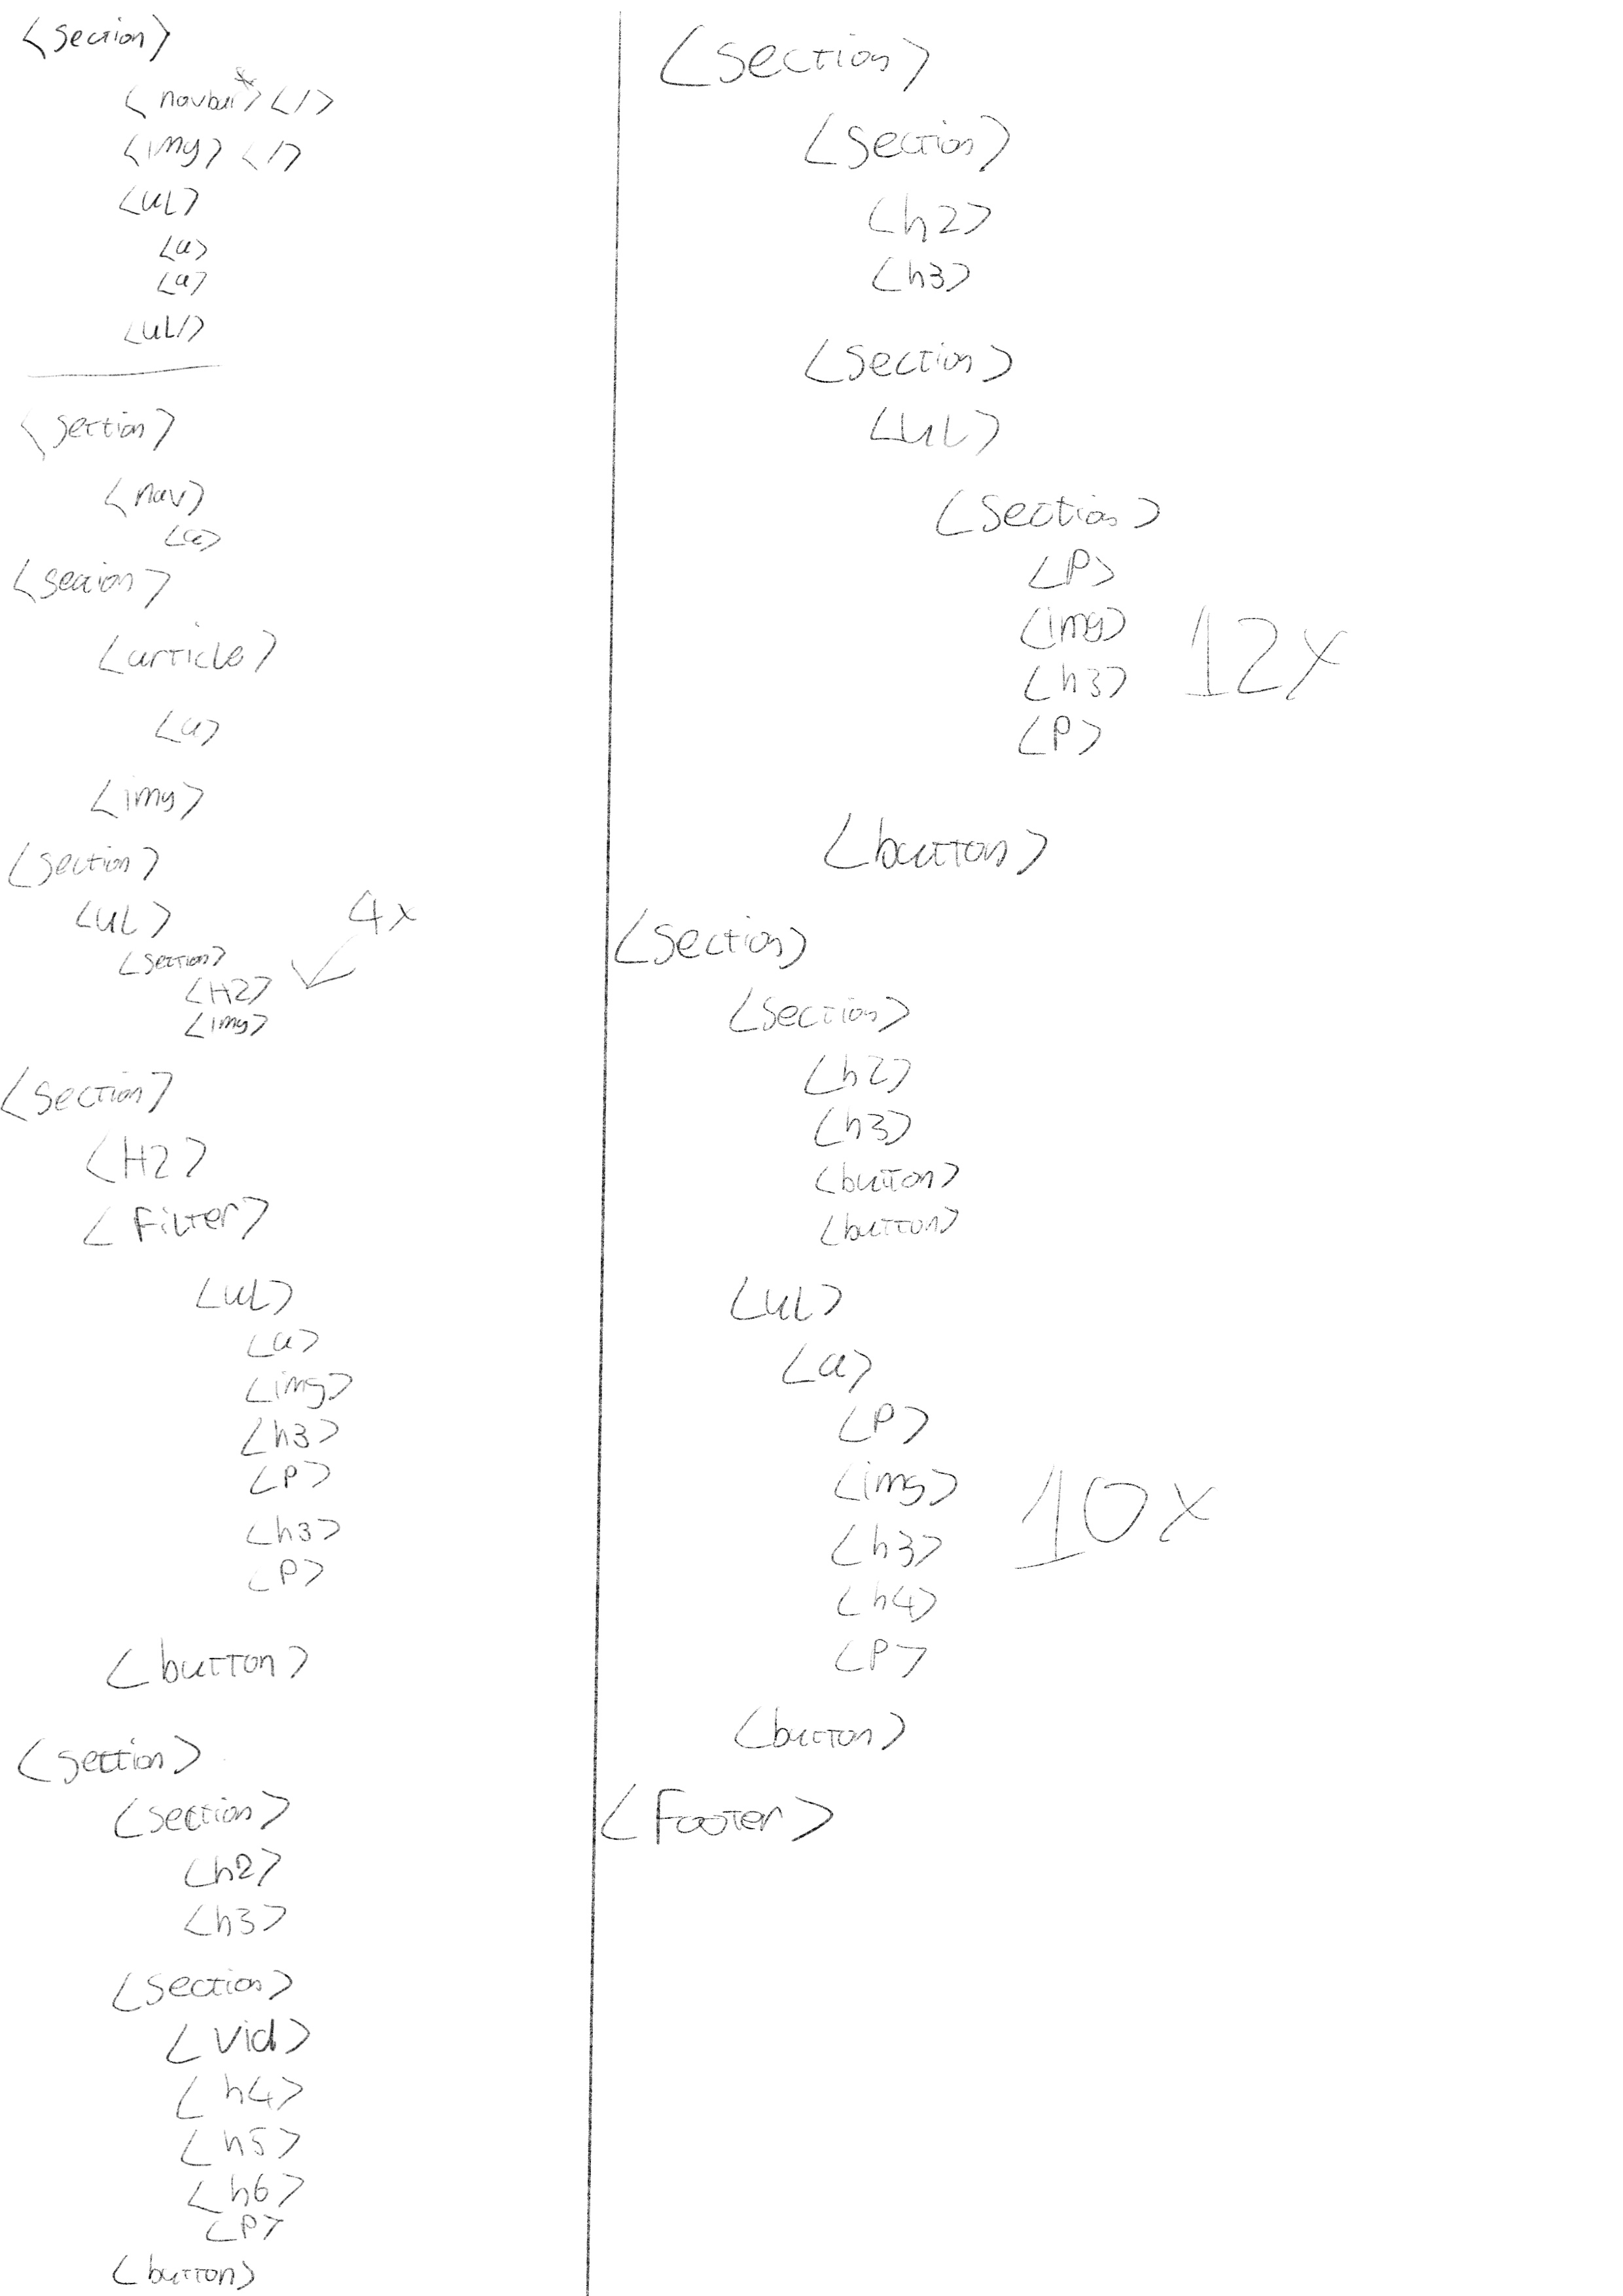 <section>
<navbar*> </>
<img> </>
<ul>
<a>
<a>
<ul/>
<section>
<nav>
<a>
<section>
<article>
<a>
<img>
<section>
<ul>
4x
<section>
<H2>
<img>
<section>
<H2>
<Filter>
<ul>
<a>
<img>
<h3>
<P>
<h3>
<P>
<button>
<section>
<section>
<h2>
<h3>
<section>
<vid>
<h4>
<h5>
<h6>
<P>
<button>
<section>
<section>
<h2>
<h3>
<section>
<ul>
<section>
<P>
<img>
<h3>
12x
<P>
<button>
<section>
<section>
<h2>
<h3>
<button>
<button>
<ul>
<a>
<P>
<img>
10x
<h3>
<h4>
<P>
<button>
<Footer>